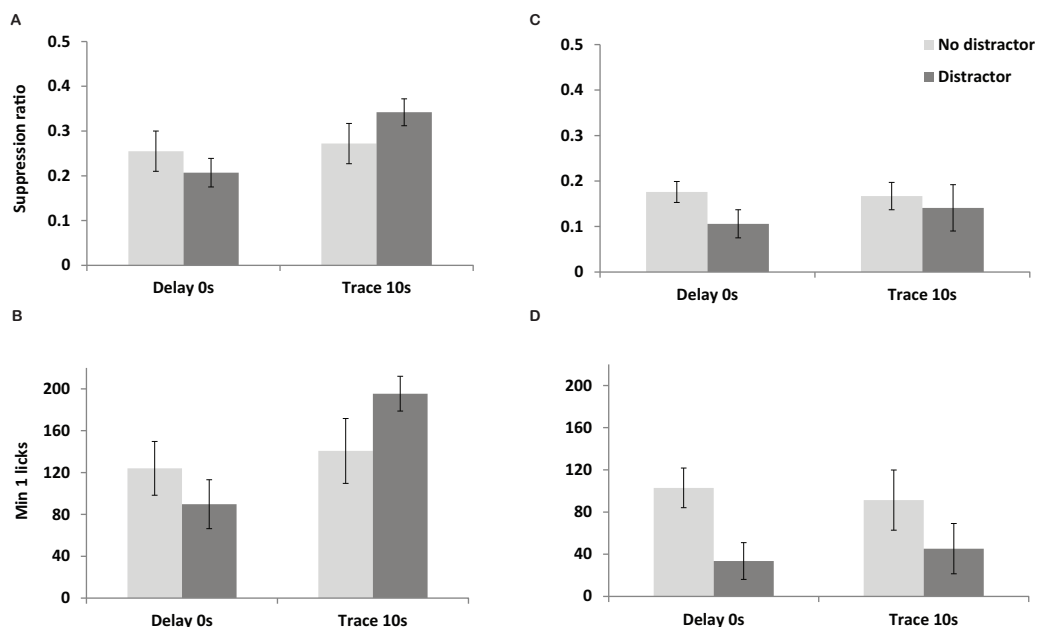 A
Suppression ratio
0.5
0.4
0.3
0.2
0.1
0
Delay 0s Trace 10s
C
0.5
0.4
0.3
0.2
0.1
0
Delay 0s Trace 10s
No distractor
Distractor
B
Min 1 licks
200
160
120
80
40
0
Delay 0s Trace 10s
D
200
160
120
80
40
0
Delay 0s Trace 10s